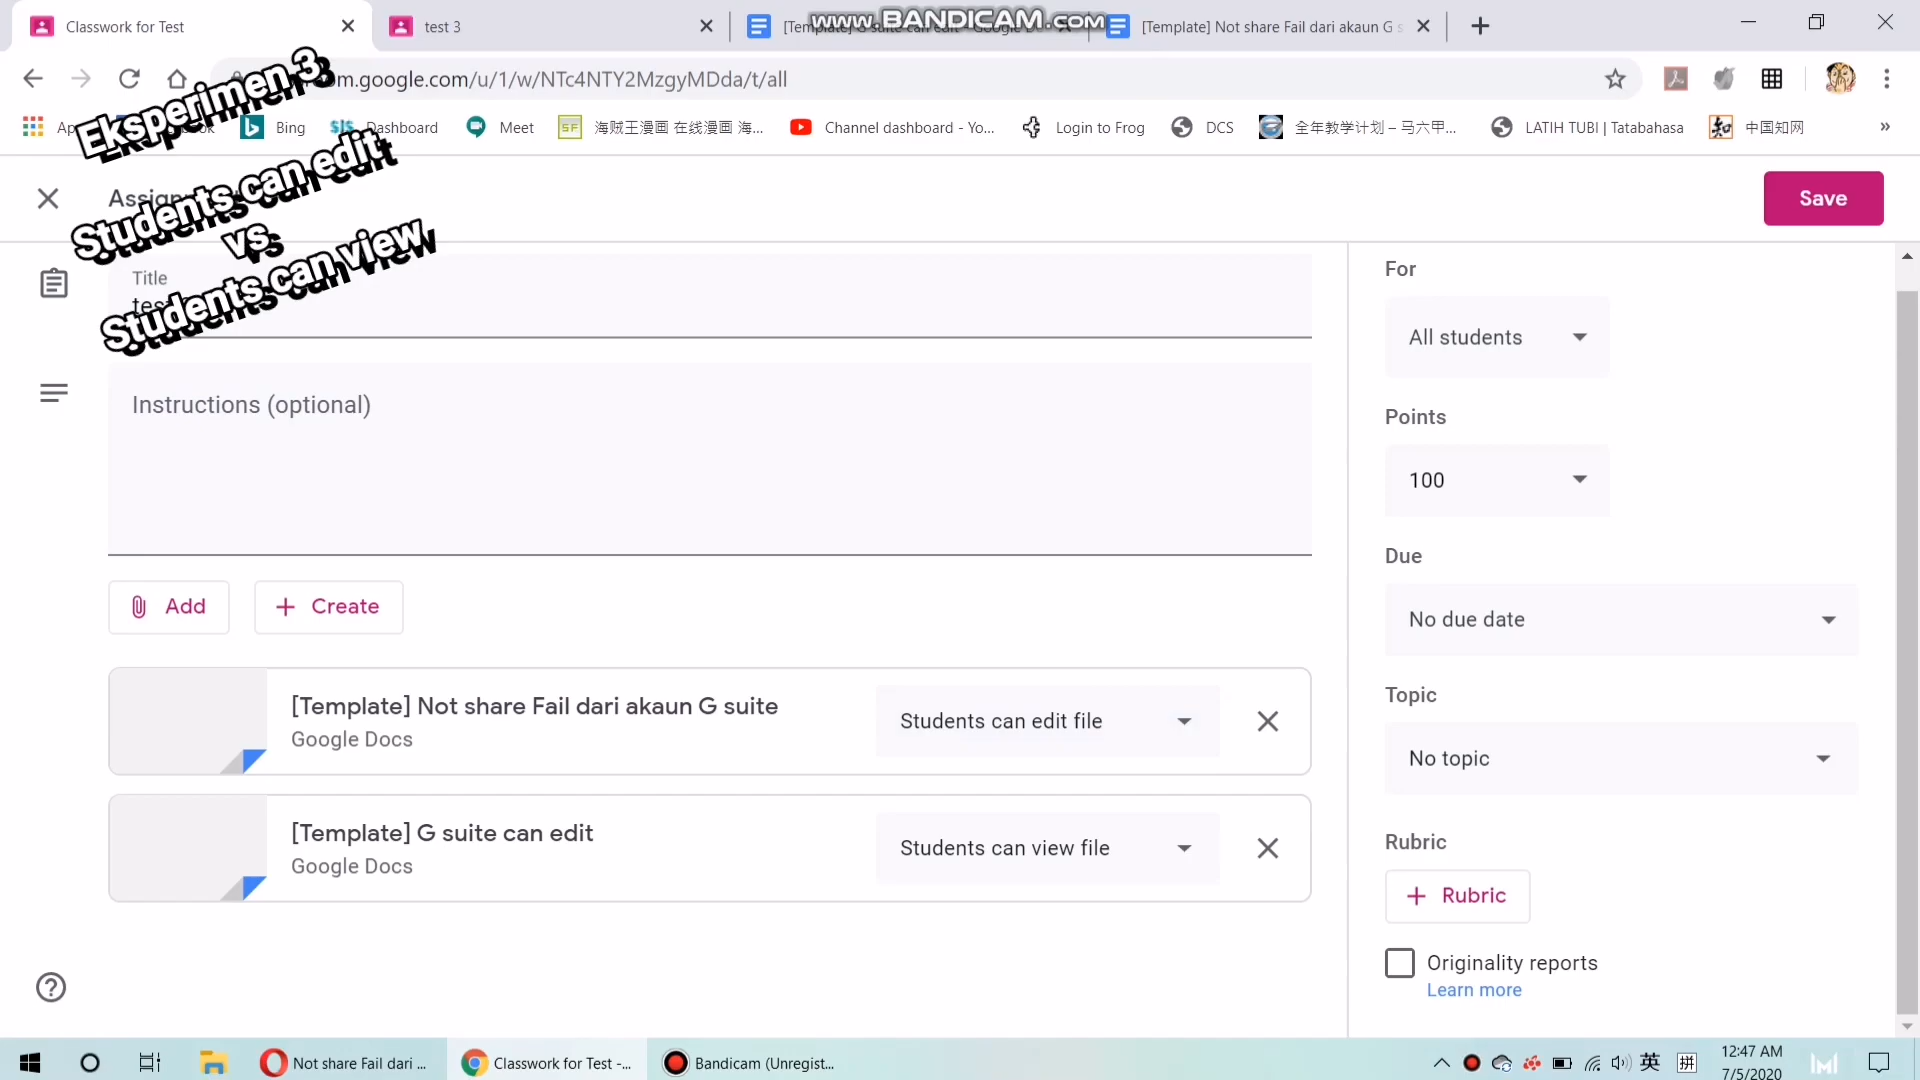 Classwork for Test
test 3
www.BANDICAM.com
[Template] Not share Fail dari akaun G s
om.google.com/u/1/w/NTc4NTY2MzgyMDda/t/all
Bing
Dashboard
Meet
海贼王漫画 在线漫画 海...
Channel dashboard - Yo...
Login to Frog
DCS
全年教学计划 – 马六甲...
LATIH TUBI | Tatabahasa
中国知网
»
Eksperimen 3
Students can edit
vs
Students can view
Save
Title
Instructions (optional)
Add
Create
[Template] Not share Fail dari akaun G suite
Google Docs
Students can edit file
[Template] G suite can edit
Google Docs
Students can view file
For
All students
Points
100
Due
No due date
Topic
No topic
Rubric
Rubric
Originality reports
Learn more
Not share Fail dari ...
Classwork for Test -...
Bandicam (Unregist...
英
拼
12:47 AM
7/5/2020